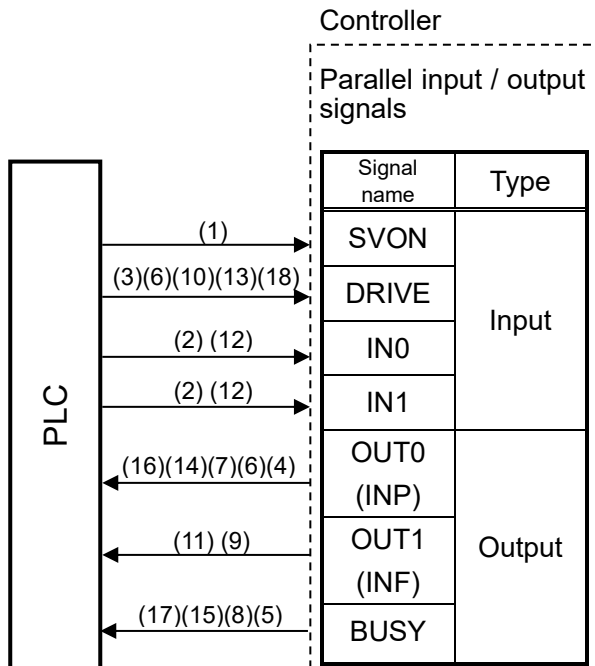 Controller
Parallel input / output
signals
Signal
name
Type
(1)
SVON
(3)(6)(10)(13)(18)
DRIVE
Input
(2) (12)
IN0
(2) (12)
IN1
PLC
(16)(14)(7)(6)(4)
OUT0
(INP)
(11) (9)
OUT1
(INF)
Output
(17)(15)(8)(5)
BUSY